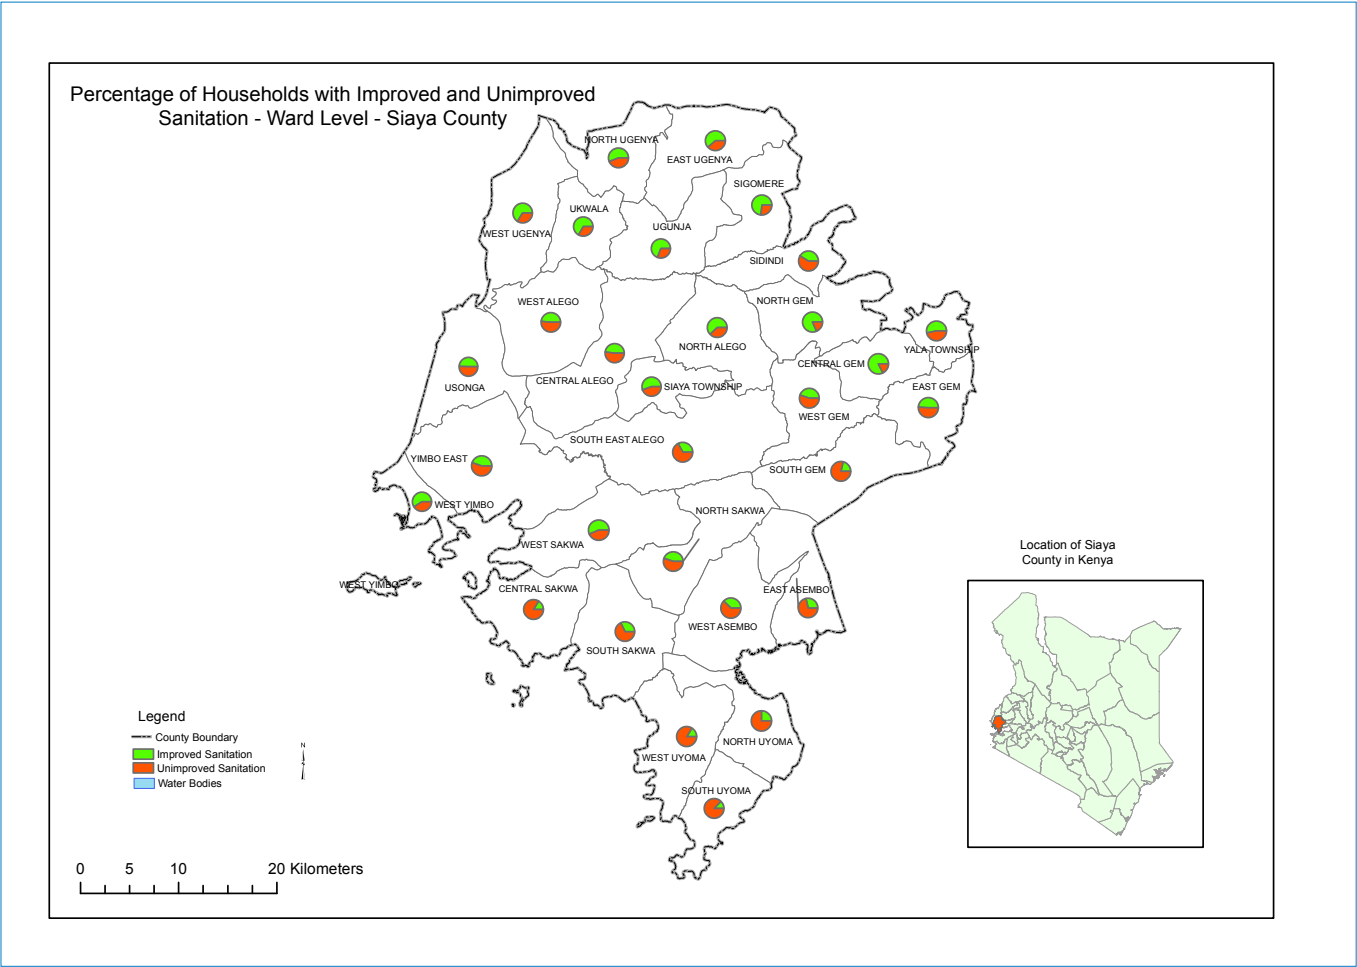 Percentage of Households with Improved and Unimproved
Sanitation - Ward Level - Siaya County
NORTH UGENYA
EAST UGENYA
SIGOMERE
UKWALA
WEST UGENYA
UGUNJA
SIDINDI
WEST ALEGO
NORTH GEM
NORTH ALEGO
YALA TOWNSHIP
CENTRAL GEM
USONGA
CENTRAL ALEGO
SIAYA TOWNSHIP
EAST GEM
WEST GEM
SOUTH EAST ALEGO
YIMBO EAST
SOUTH GEM
WEST YIMBO
NORTH SAKWA
WEST SAKWA
WEST YIMBO
CENTRAL SAKWA
EAST ASEMBO
WEST ASEMBO
SOUTH SAKWA
NORTH UYOMA
WEST UYOMA
SOUTH UYOMA
Location of Siaya
County in Kenya
Legend
County Boundary
Improved Sanitation
Unimproved Sanitation
Water Bodies
N
0 5 10 20 Kilometers